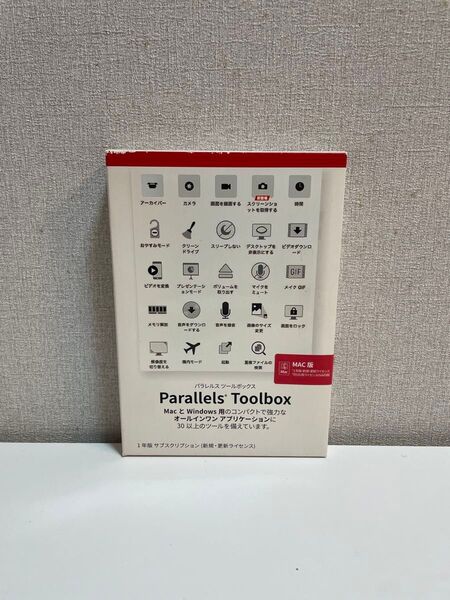 アーカイバー
カメラ
画面を録画する
スクリーンショ
ットを取得する
時間
おやすみモード
クリーン
ドライブ
スリープしない
デスクトップを
非表示にする
ビデオダウンロ
ード
ビデオを変換
プレゼンテー
ションモード
ボリュームを
取り出す
マイクを
ミュート
GIF
メイク GIF
メモリ解放
音声をダウンロ
ードする
音声を録音
画像のサイズ
変更
画面をロック
解像度を
切り替える
機内モード
起動
重複ファイルの
検索
MAC 版
Mac
パラレルス ツールボックス
Parallels® Toolbox
Mac と Windows 用のコンパクトで強力な
オールインワン アプリケーションに
30 以上のツールを備えています。
1 年版 サブスクリプション (新規・更新ライセンス)